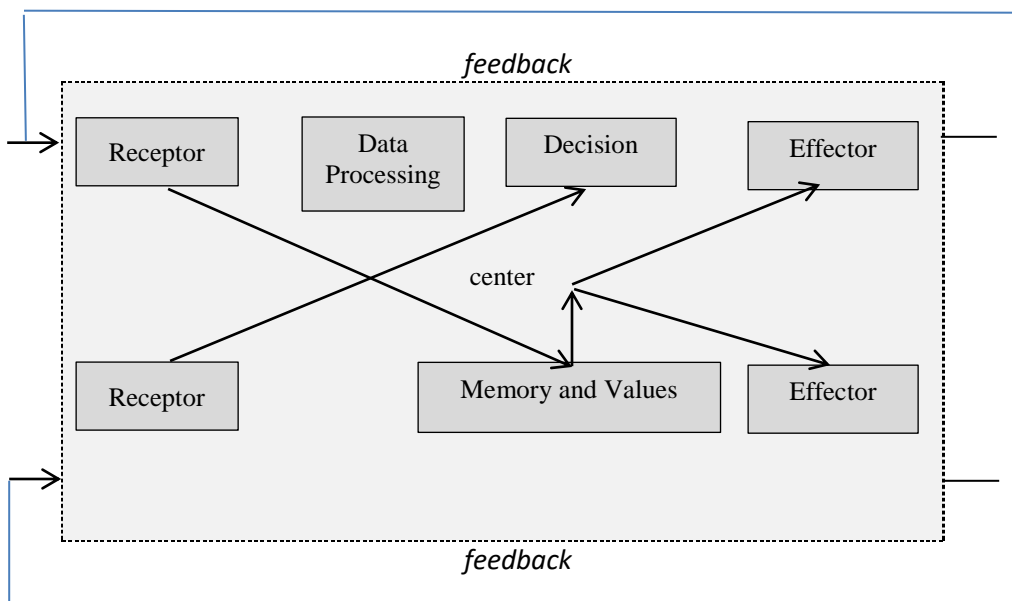 feedback
Receptor
Data
Processing
Decision
Effector
center
Receptor
Memory and Values
Effector
feedback